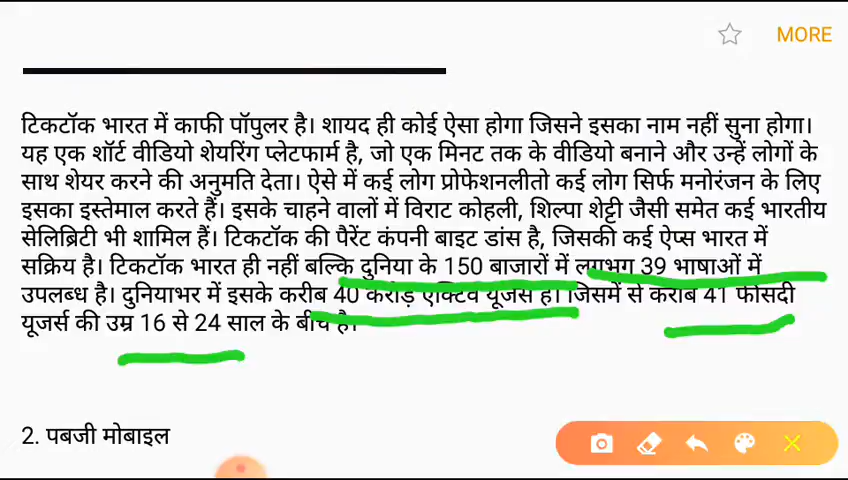 MORE
टिकटॉक भारत में काफी पॉपुलर है। शायद ही कोई ऐसा होगा जिसने इसका नाम नहीं सुना होगा।
यह एक शॉर्ट वीडियो शेयरिंग प्लेटफार्म है, जो एक मिनट तक के वीडियो बनाने और उन्हें लोगों के
साथ शेयर करने की अनुमति देता। ऐसे में कई लोग प्रोफेशनलीतो कई लोग सिर्फ मनोरंजन के लिए
इसका इस्तेमाल करते हैं। इसके चाहने वालों में विराट कोहली, शिल्पा शेट्टी जैसी समेत कई भारतीय
सेलिब्रिटी भी शामिल हैं। टिकटॉक की पैरेंट कंपनी बाइट डांस है, जिसकी कई ऐप्स भारत में
सक्रिय है। टिकटॉक भारत ही नहीं बल्कि दुनिया के 150 बाजारों में लगभग 39 भाषाओं में
उपलब्ध है। दुनियाभर में इसके करीब 40 करोड़ एक्टिव यूजर्स है। जिसमें से करीब 41 फीसदी
यूजर्स की उम्र 16 से 24 साल के बीच है।
2. पबजी मोबाइल